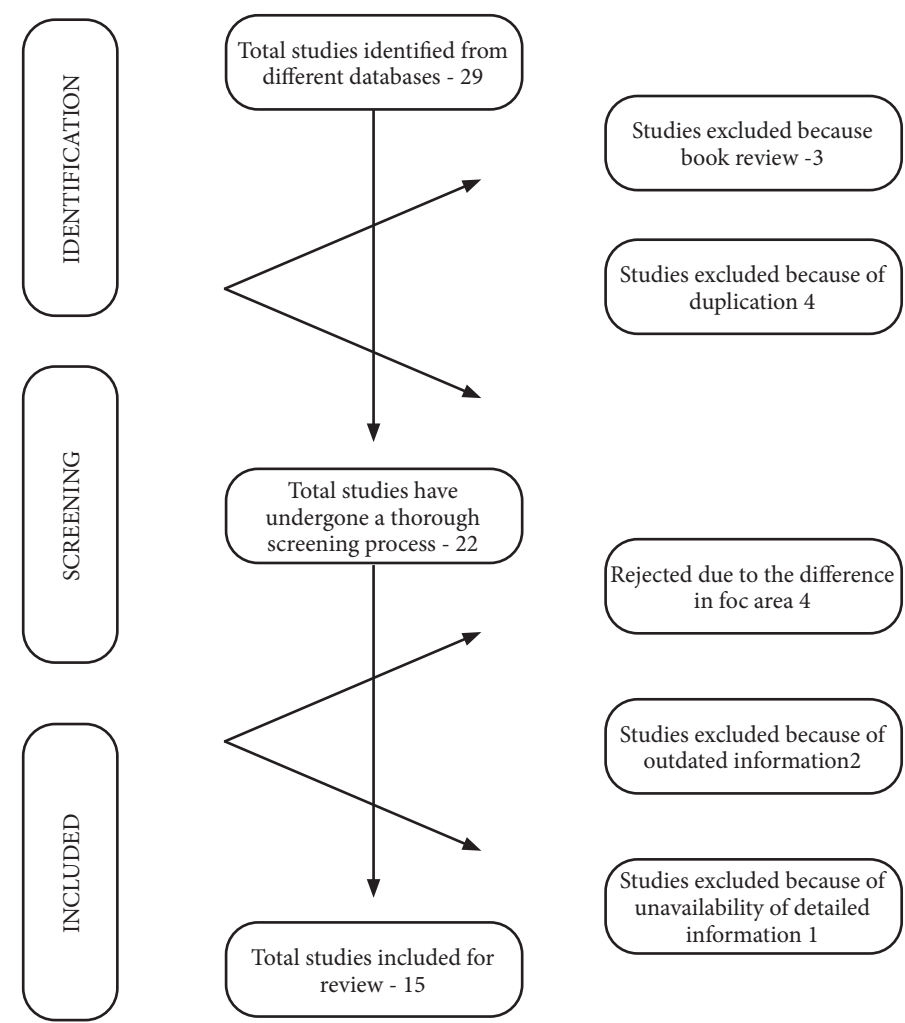 IDENTIFICATION
Total studies identified from
different databases - 29
Studies excluded because
book review -3
Studies excluded because of
duplication 4
SCREENING
Total studies have
undergone a thorough
screening process - 22
Rejected due to the difference
in foc area 4
Studies excluded because of
outdated information2
INCLUDED
Studies excluded because of
unavailability of detailed
information 1
Total studies included for
review - 15